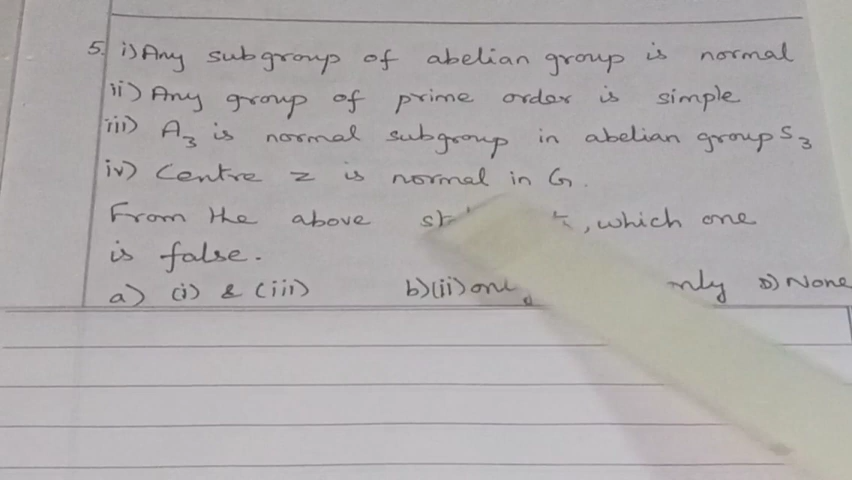 5. i) Any subgroup of abelian group is normal
ii) Any group of prime order is simple
iii) A₃ is normal subgroup in abelian group S₃
iv) Centre z is normal in G.
From the above , which one
is false.
a) (i) & (iii) b) (ii) only D) None